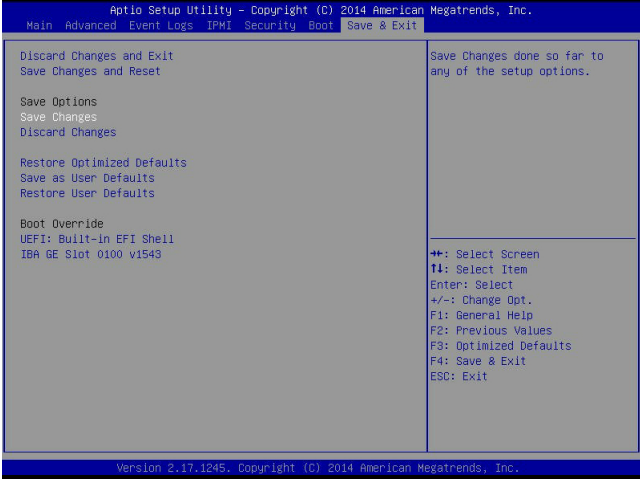 Aptio Setup Utility – Copyright (C) 2014 American Megatrends, Inc.
Main Advanced Event Logs IPMI Security Boot Save & Exit
Discard Changes and Exit
Save Changes and Reset
Save Options
Save Changes
Discard Changes
Restore Optimized Defaults
Save as User Defaults
Restore User Defaults
Boot Override
UEFI: Built-in EFI Shell
IBA GE Slot 0100 v1543
Save Changes done so far to
any of the setup options.
→←: Select Screen
↑↓: Select Item
Enter: Select
+/-: Change Opt.
F1: General Help
F2: Previous Values
F3: Optimized Defaults
F4: Save & Exit
ESC: Exit
Version 2.17.1245. Copyright (C) 2014 American Megatrends, Inc.